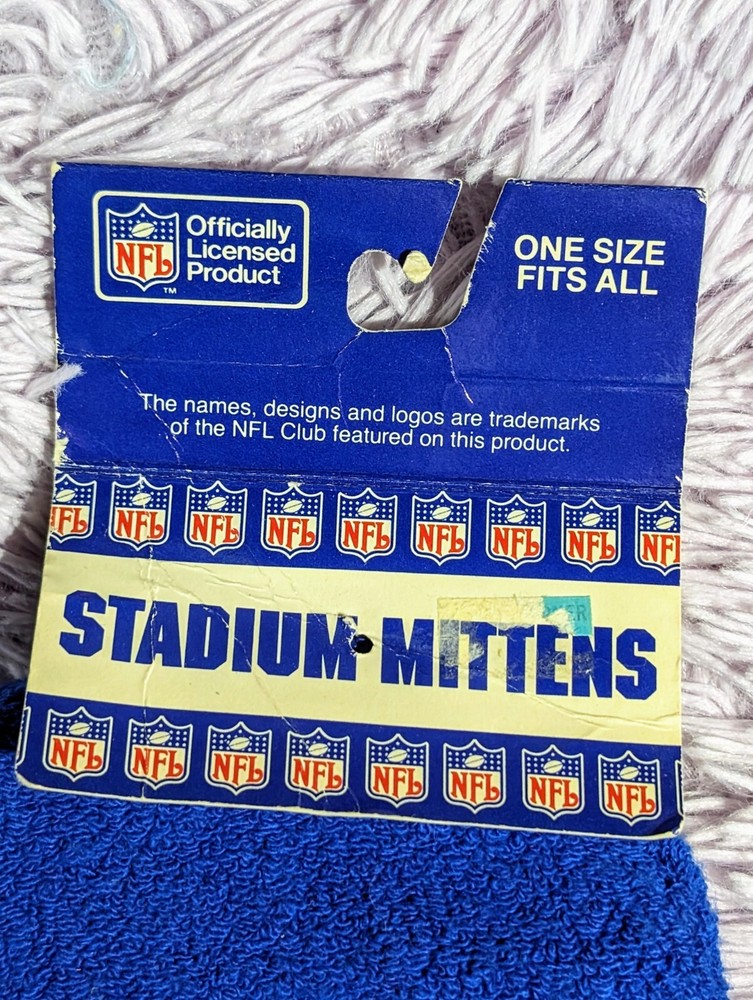 NFL
TM
Officially
Licensed
Product
ONE SIZE
FITS ALL
The names, designs and logos are trademarks
of the NFL Club featured on this product.
NFL NFL NFL NFL NFL NFL NFL NFL NFL
STADIUM MITTENS
NFL NFL NFL NFL NFL NFL NFL NFL